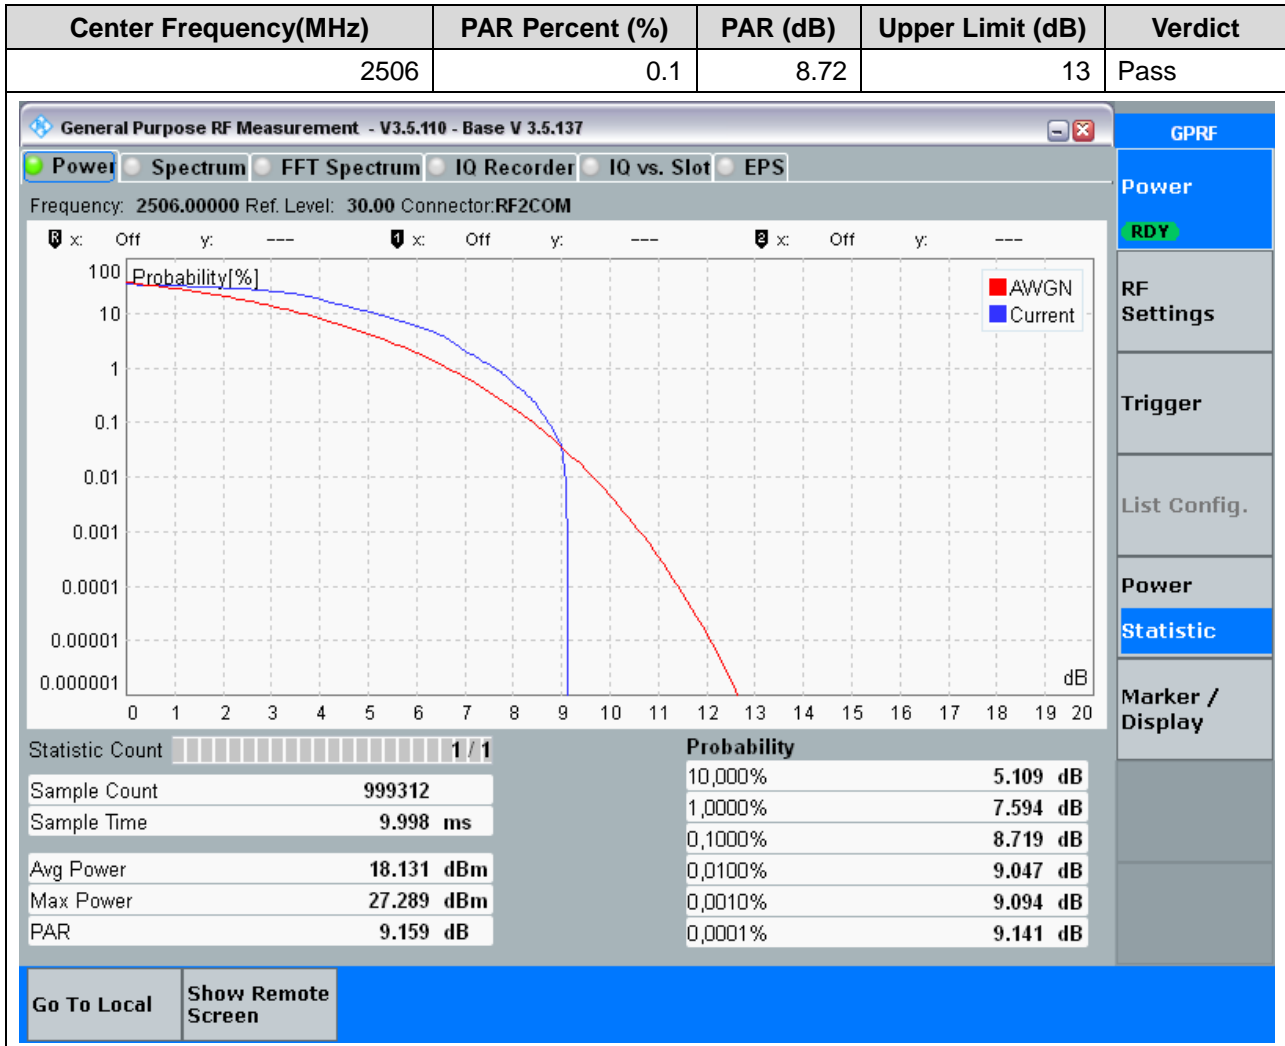 Center Frequency(MHz) PAR Percent (%) PAR (dB) Upper Limit (dB) Verdict
2506 0.1 8.72 13 Pass
General Purpose RF Measurement - V3.5.110 - Base V 3.5.137
GPRF
Power Spectrum FFT Spectrum IQ Recorder IQ vs. Slot EPS
Power
RDY
Frequency: 2506.00000 Ref. Level: 30.00 Connector:RF2COM
R x: Off y: --- 1 x: Off y: --- 2 x: Off y: ---
Probability[%]
AWGN
Current
100
10
1
0.1
0.01
0.001
0.0001
0.00001
0.000001
dB
0 1 2 3 4 5 6 7 8 9 10 11 12 13 14 15 16 17 18 19 20
RF
Settings
Trigger
List Config.
Power
Statistic
Marker /
Display
Statistic Count 1 / 1
Sample Count 999312
Sample Time 9.998 ms
Avg Power 18.131 dBm
Max Power 27.289 dBm
PAR 9.159 dB
Probability
10,000% 5.109 dB
1,0000% 7.594 dB
0,1000% 8.719 dB
0,0100% 9.047 dB
0,0010% 9.094 dB
0,0001% 9.141 dB
Go To Local
Show Remote
Screen